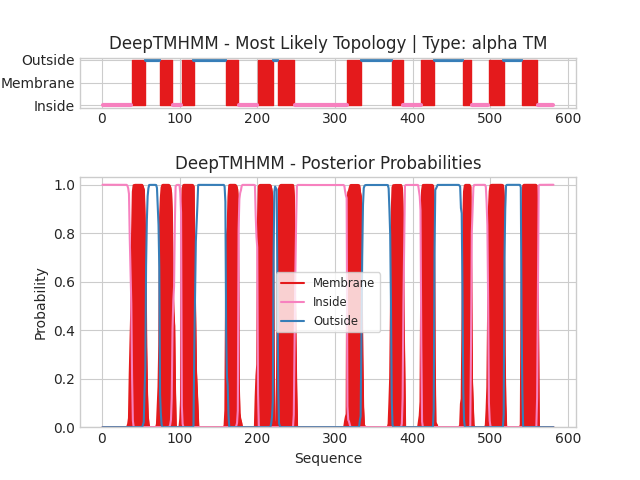 DeepTMHMM - Most Likely Topology | Type: alpha TM
Outside
Membrane
Inside
0 100 200 300 400 500 600
DeepTMHMM - Posterior Probabilities
1.0
0.8
0.6
0.4
0.2
0.0
Probability
Membrane
Inside
Outside
0 100 200 300 400 500 600
Sequence